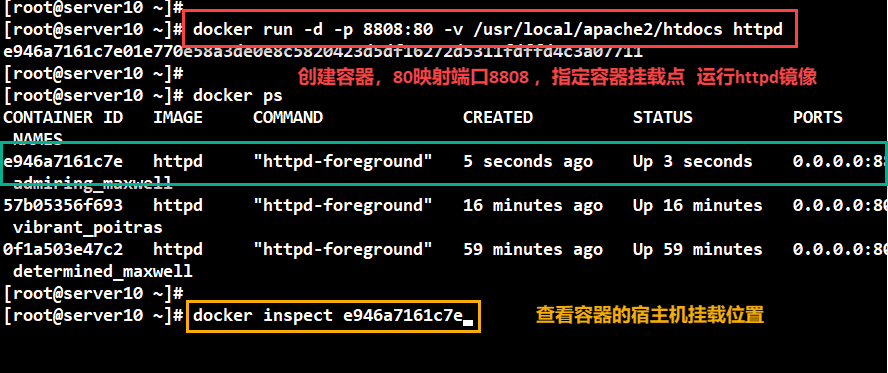 [root@server10 ~]#
[root@server10 ~]# docker run -d -p 8808:80 -v /usr/local/apache2/htdocs httpd
e946a7161c7e01e770e58a3de0e8c5820423d5df16272d5311fdffd4c3a07711
[root@server10 ~]#
创建容器，80映射端口8808 ，指定容器挂载点 运行httpd镜像
[root@server10 ~]# docker ps
CONTAINER ID IMAGE COMMAND CREATED STATUS PORTS
NAMES
e946a7161c7e httpd "httpd-foreground" 5 seconds ago Up 3 seconds 0.0.0.0:88
admiring_maxwell
57b05356f693 httpd "httpd-foreground" 16 minutes ago Up 16 minutes 0.0.0.0:80
vibrant_poitras
0f1a503e47c2 httpd "httpd-foreground" 59 minutes ago Up 59 minutes 0.0.0.0:80
determined_maxwell
[root@server10 ~]#
[root@server10 ~]# docker inspect e946a7161c7e
查看容器的宿主机挂载位置